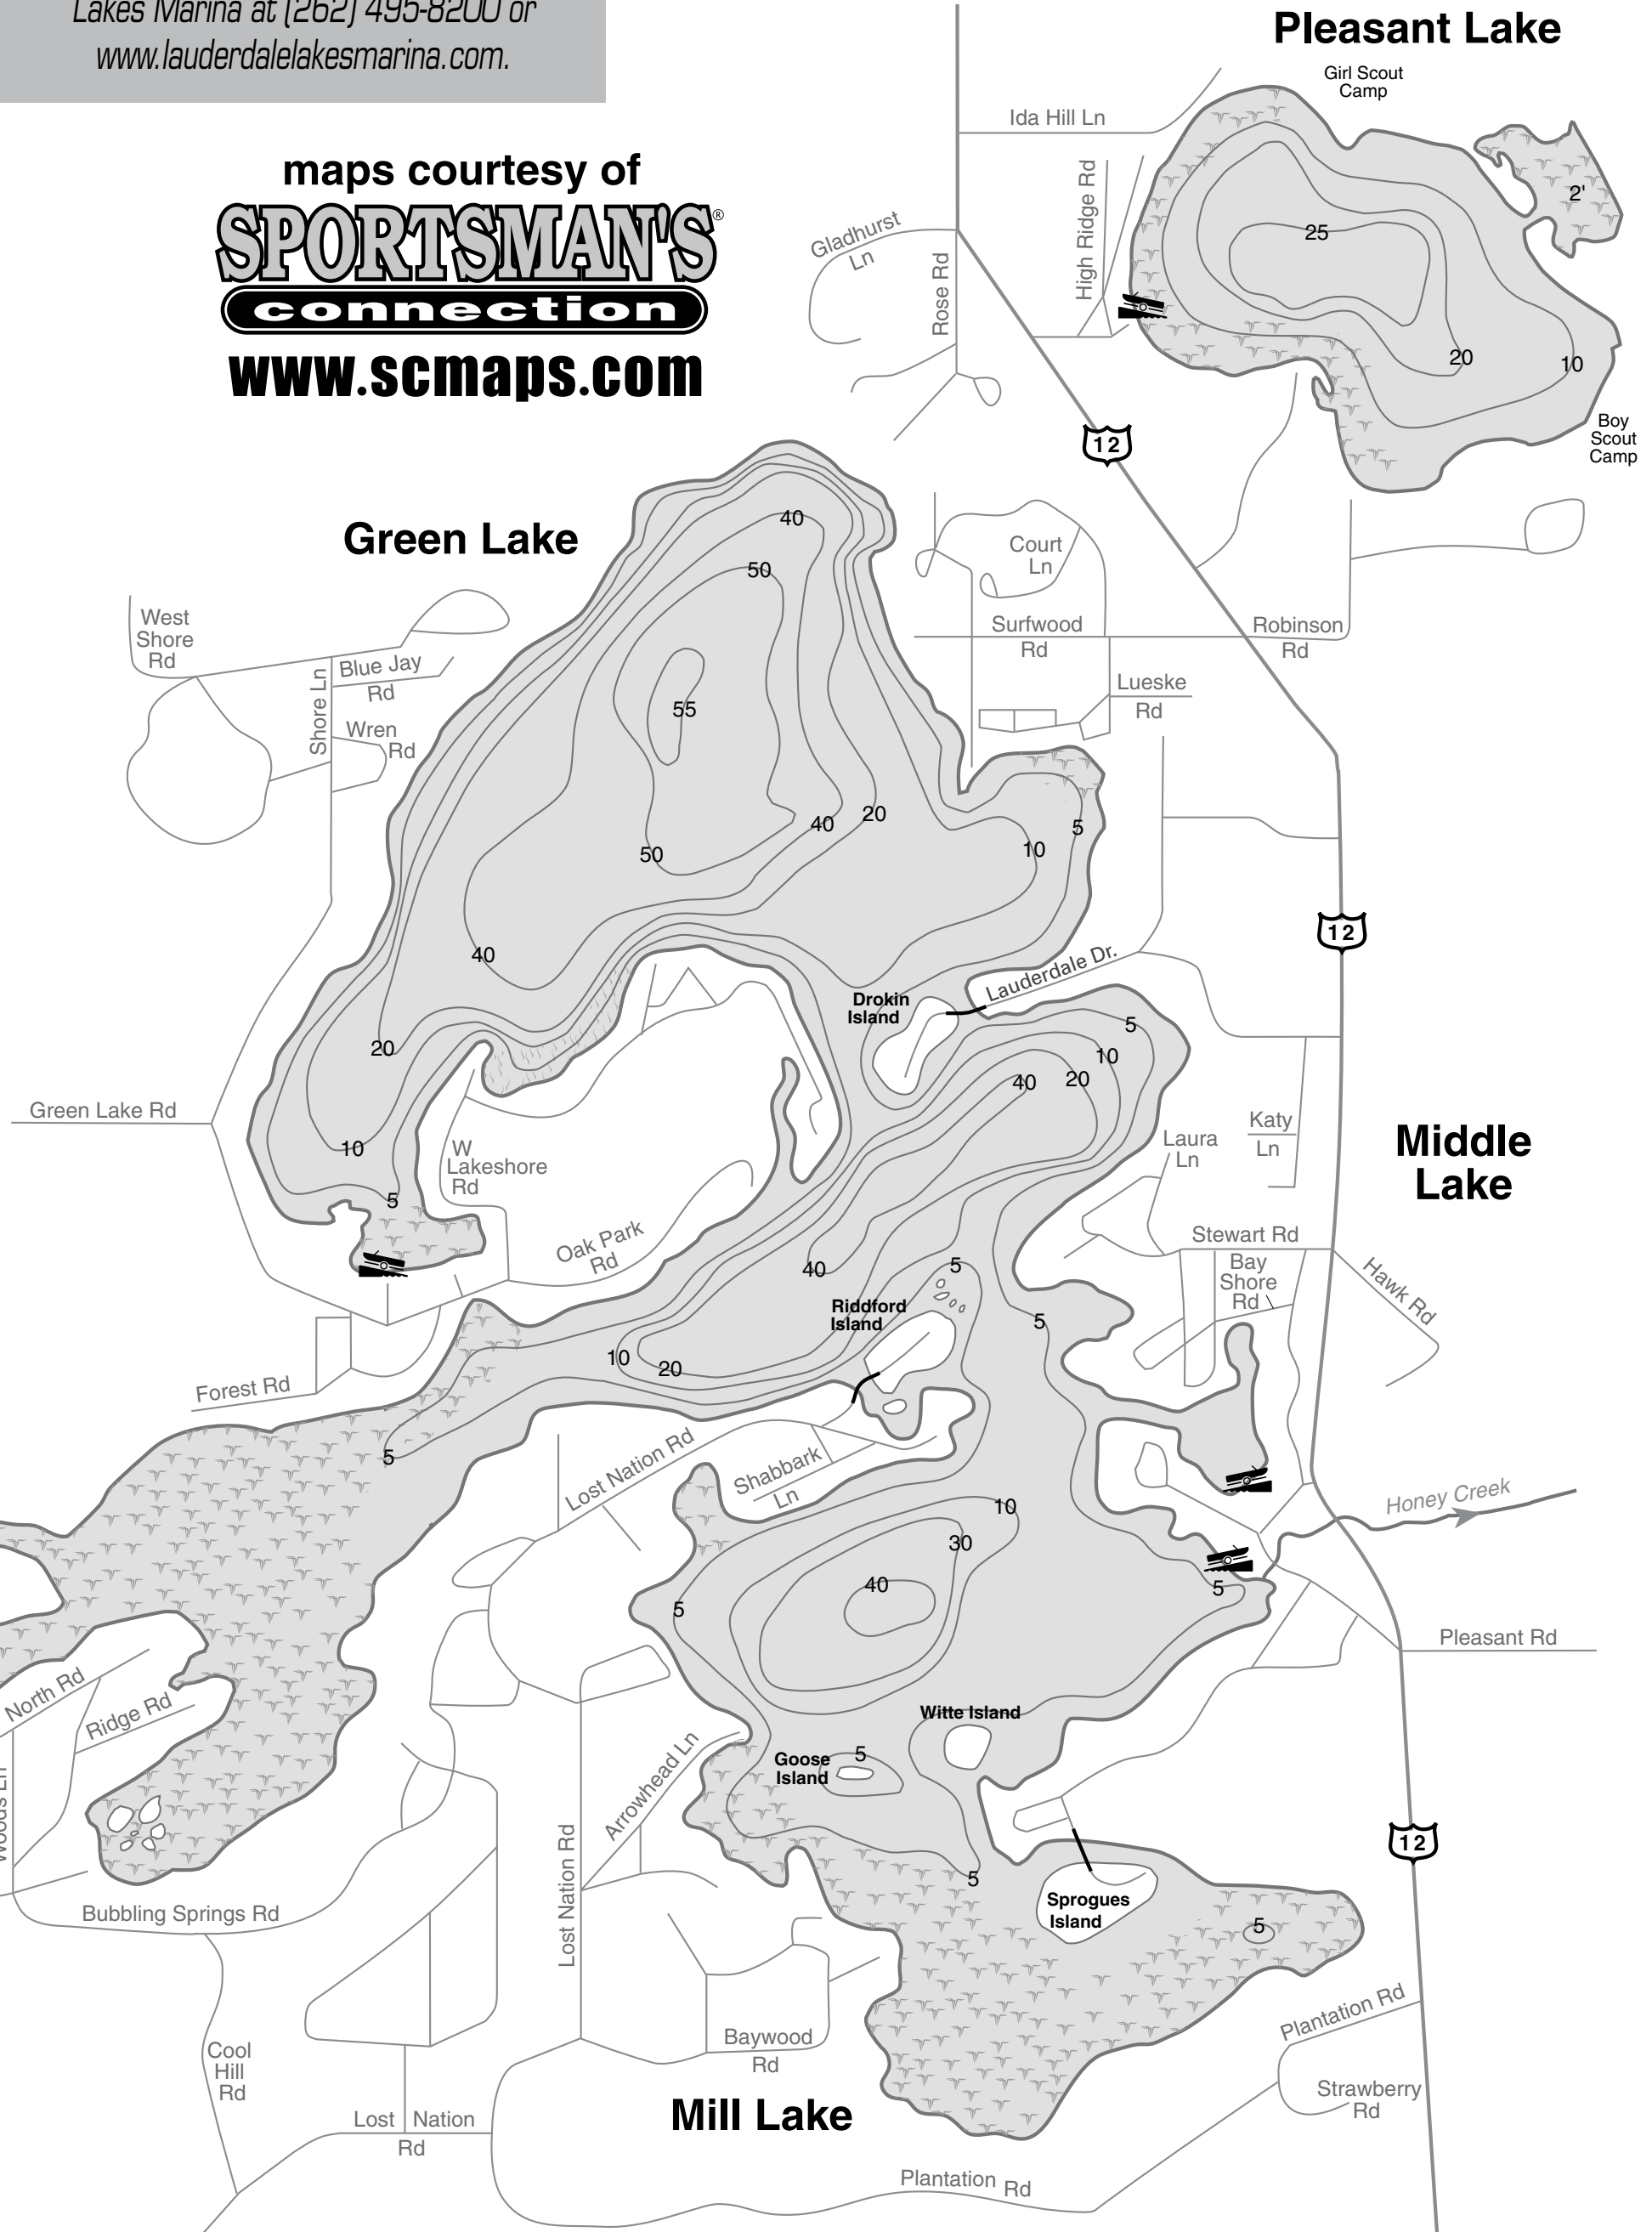 Lakes Marina at (262) 495-8200 or
www.lauderdalelakesmarina.com.
maps courtesy of
SPORTSMAN'S®
connection
www.scmaps.com
Pleasant Lake
Girl Scout
Camp
Ida Hill Ln
High Ridge Rd
2'
25
Gladhurst
Ln
Rose Rd
20
10
Boy
Scout
Camp
12
Green Lake
40
50
Court
Ln
West
Shore
Rd
Surfwood
Rd
Robinson
Rd
Blue Jay
Rd
Shore Ln
Wren
Rd
Lueske
Rd
55
40
20
5
10
50
12
40
Lauderdale Dr.
Drokin
Island
5
10
20
40
20
Green Lake Rd
10
W
Lakeshore
Rd
Laura
Ln
Katy
Ln
Middle
Lake
5
Oak Park
Rd
Stewart Rd
Bay
Shore
Rd
Hawk Rd
40
5
Riddford
Island
5
10
20
Forest Rd
5
Lost Nation Rd
Shabbark
Ln
Honey Creek
10
30
40
5
5
Pleasant Rd
North Rd
Ridge Rd
Witte Island
Goose
Island
5
Arrowhead Ln
Woods Ln
12
Lost Nation Rd
5
Sprogues
Island
5
Bubbling Springs Rd
Plantation Rd
Baywood
Rd
Cool
Hill
Rd
Strawberry
Rd
Mill Lake
Lost Nation
Rd
Plantation Rd